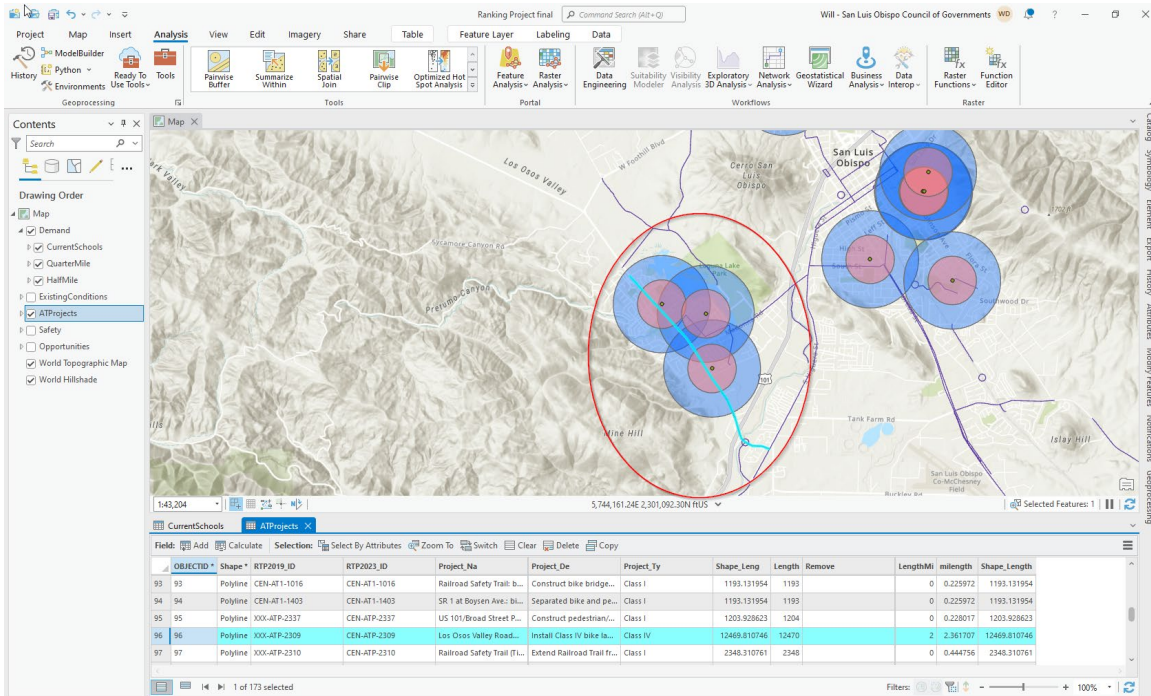 Ranking Project final
Command Search (Alt+Q)
Will - San Luis Obispo Council of Governments
WD
?
Project Map Insert Analysis View Edit Imagery Share Table Feature Layer Labeling Data
History
ModelBuilder
Python
Environments
Ready To Use Tools
Tools
Pairwise Buffer
Summarize Within
Spatial Join
Pairwise Clip
Optimized Hot Spot Analysis
Feature Analysis
Raster Analysis
Data Engineering
Suitability Modeler
Visibility Analysis
Exploratory 3D Analysis
Network Analysis
Geostatistical Wizard
Business Analysis
Data Interop
Raster Functions
Function Editor
Geoprocessing
Tools
Portal
Workflows
Raster
Contents
Search
Drawing Order
Map
Demand
CurrentSchools
QuarterMile
HalfMile
ExistingConditions
ATProjects
Safety
Opportunities
World Topographic Map
World Hillshade
Map
Los Osos Valley
W Foothill Blvd
Cerro San Luis Obispo
San Luis Obispo
Sycamore Canyon Rd
Prefumo Canyon
Laguna Lake Park
Southwood Dr
101
Mine Hill
Tank Farm Rd
Islay Hill
San Luis Obispo Co-McChesney Field
Buckley Rd
Catalog
Symbology
Element
Export
History
Attributes
Modify Features
Notifications
Geoprocessing
1:43,204
5,744,161.24E 2,301,092.30N ftUS
Selected Features: 1
CurrentSchools
ATProjects
Field: Add Calculate Selection: Select By Attributes Zoom To Switch Clear Delete Copy
OBJECTID * Shape * RTP2019_ID RTP2023_ID Project_Na Project_De Project_Ty Shape_Leng Length Remove LengthMi milength Shape_Length
93 93 Polyline CEN-AT1-1016 CEN-AT1-1016 Railroad Safety Trail: b... Construct bike bridge... Class I 1193.131954 1193 0 0.225972 1193.131954
94 94 Polyline CEN-AT1-1403 CEN-AT1-1403 SR 1 at Boysen Ave.: bi... Separated bike and pe... Class I 1193.131954 1193 0 0.225972 1193.131954
95 95 Polyline XXX-ATP-2337 CEN-ATP-2337 US 101/Broad Street P... Construct pedestrian/... Class I 1203.928623 1204 0 0.228017 1203.928623
96 96 Polyline XXX-ATP-2309 CEN-ATP-2309 Los Osos Valley Road... Install Class IV bike la... Class IV 12469.810746 12470 2 2.361707 12469.810746
97 97 Polyline XXX-ATP-2310 CEN-ATP-2310 Railroad Safety Trail (Ti... Extend Railroad Trail fr... Class I 2348.310761 2348 0 0.444756 2348.310761
1 of 173 selected
Filters:
100%